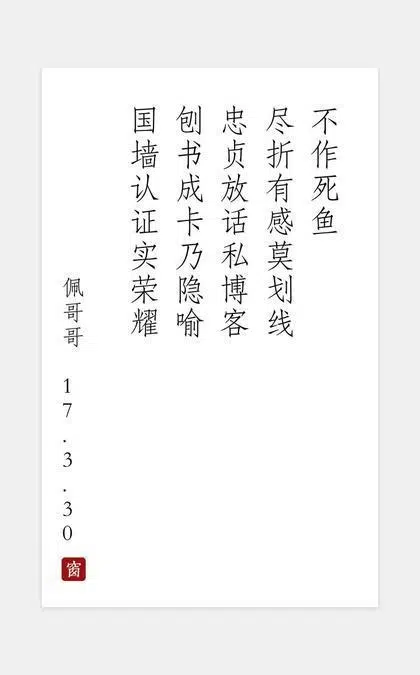 不作死鱼
尽折有感莫划线
忠贞放话私博客
刨书成卡乃隐喻
国墙认证实荣耀
佩哥哥
17.3.30
窗